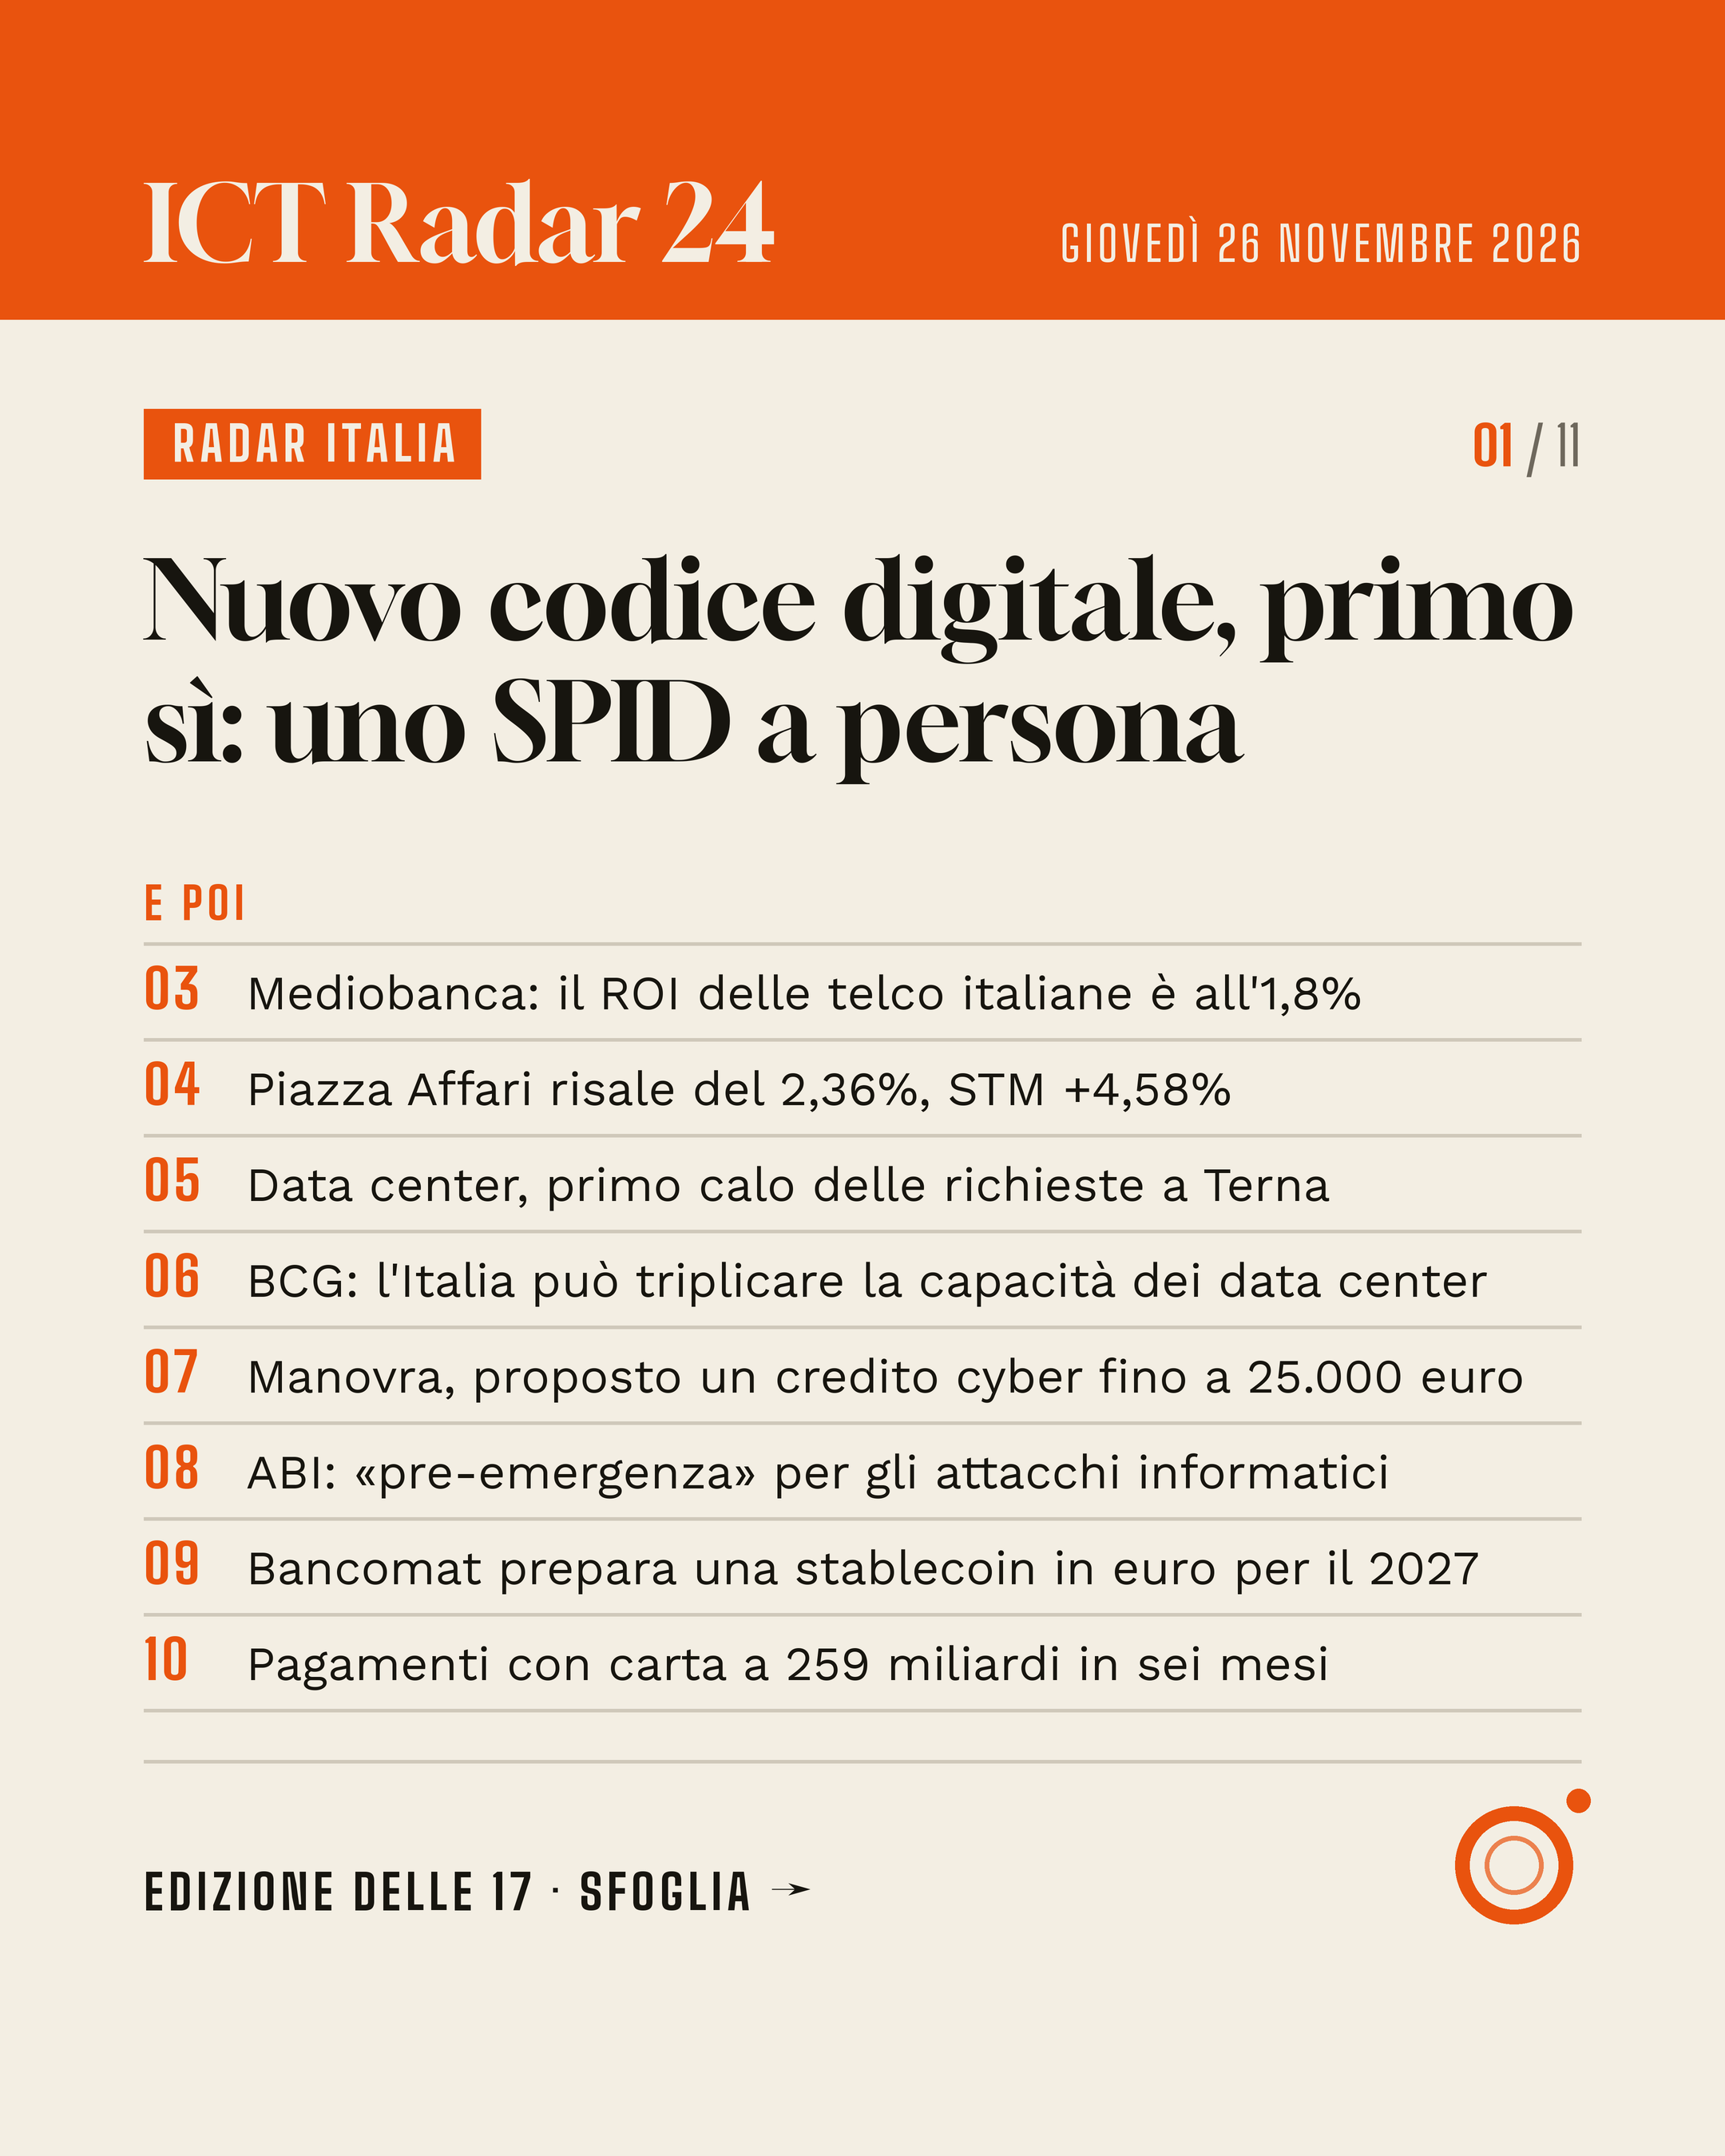 ICT Radar 24
GIOVEDÌ 26 NOVEMBRE 2026
RADAR ITALIA
01 / 11
Nuovo codice digitale, primo
sì: uno SPID a persona
E POI
03 Mediobanca: il ROI delle telco italiane è all'1,8%
04 Piazza Affari risale del 2,36%, STM +4,58%
05 Data center, primo calo delle richieste a Terna
06 BCG: l'Italia può triplicare la capacità dei data center
07 Manovra, proposto un credito cyber fino a 25.000 euro
08 ABI: «pre-emergenza» per gli attacchi informatici
09 Bancomat prepara una stablecoin in euro per il 2027
10 Pagamenti con carta a 259 miliardi in sei mesi
EDIZIONE DELLE 17 · SFOGLIA →